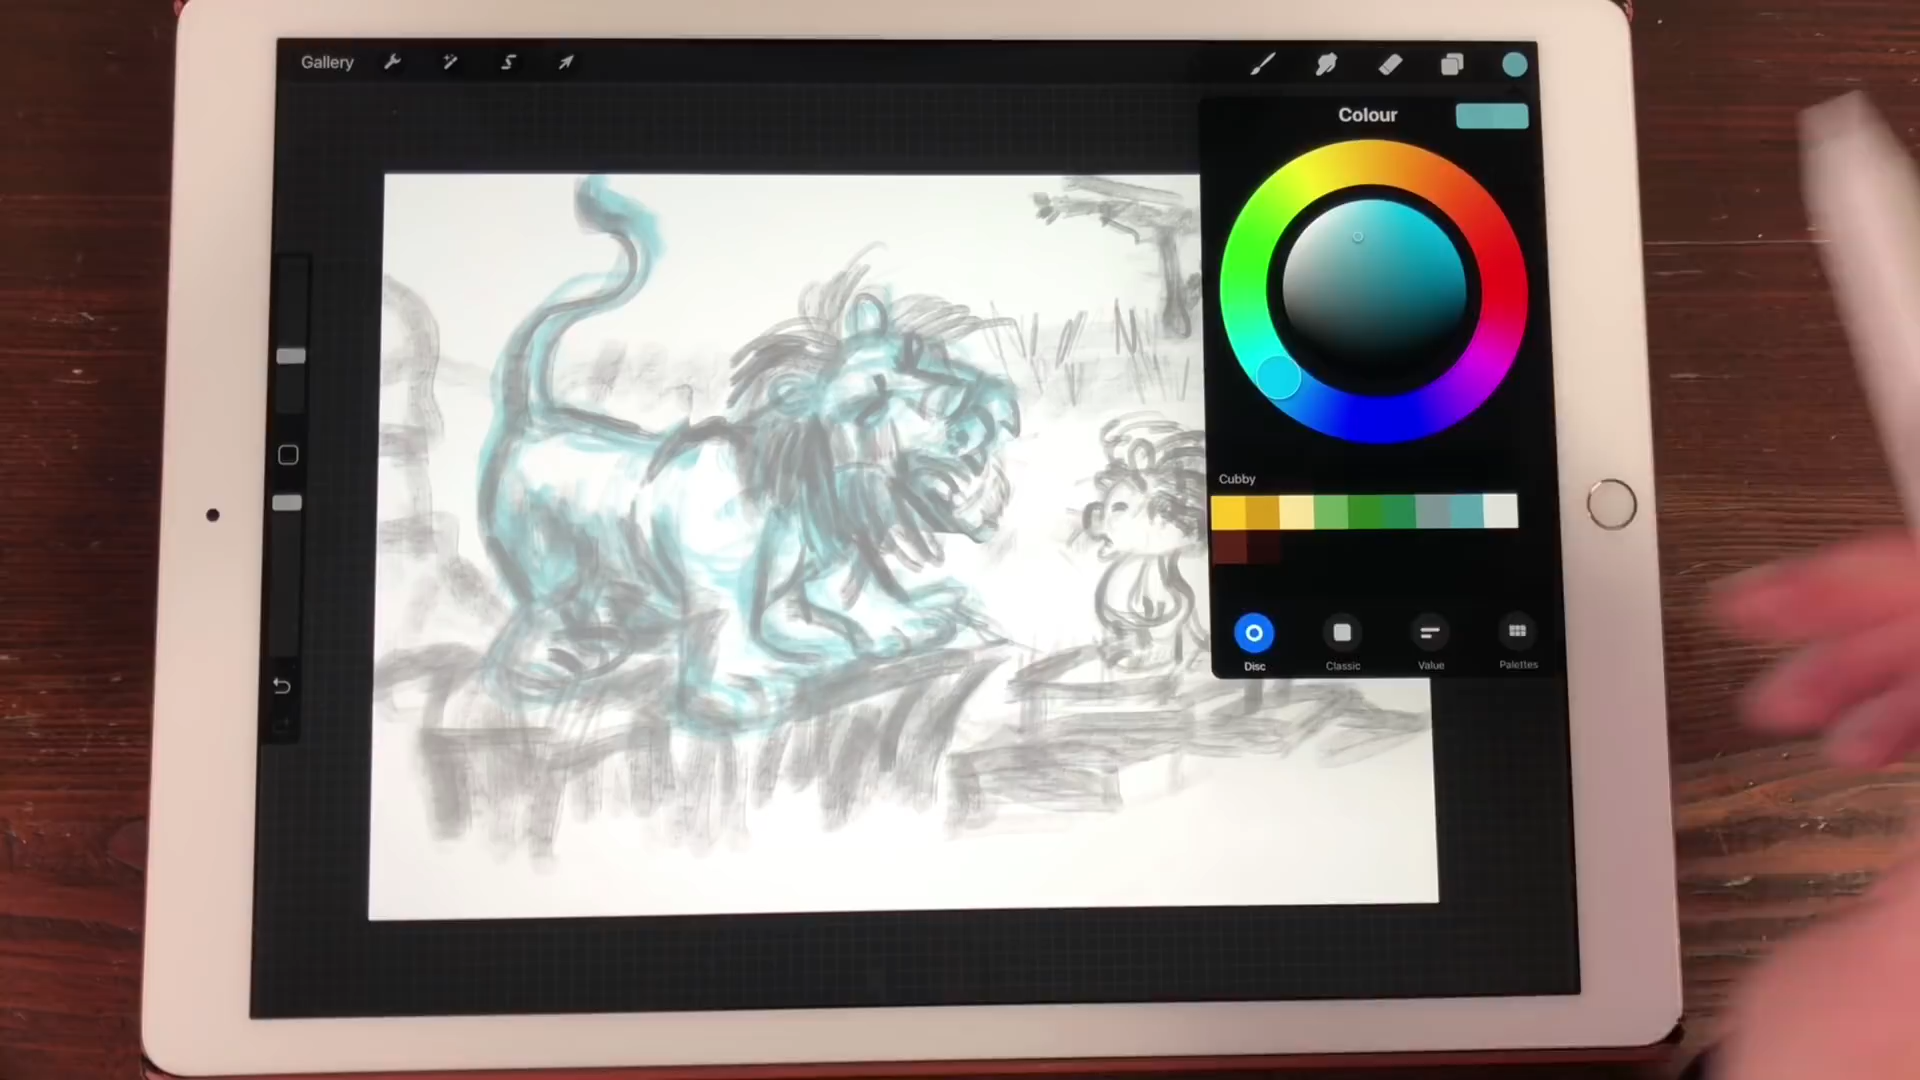 Gallery
Colour
Cubby
Disc
Classic
Value
Palettes